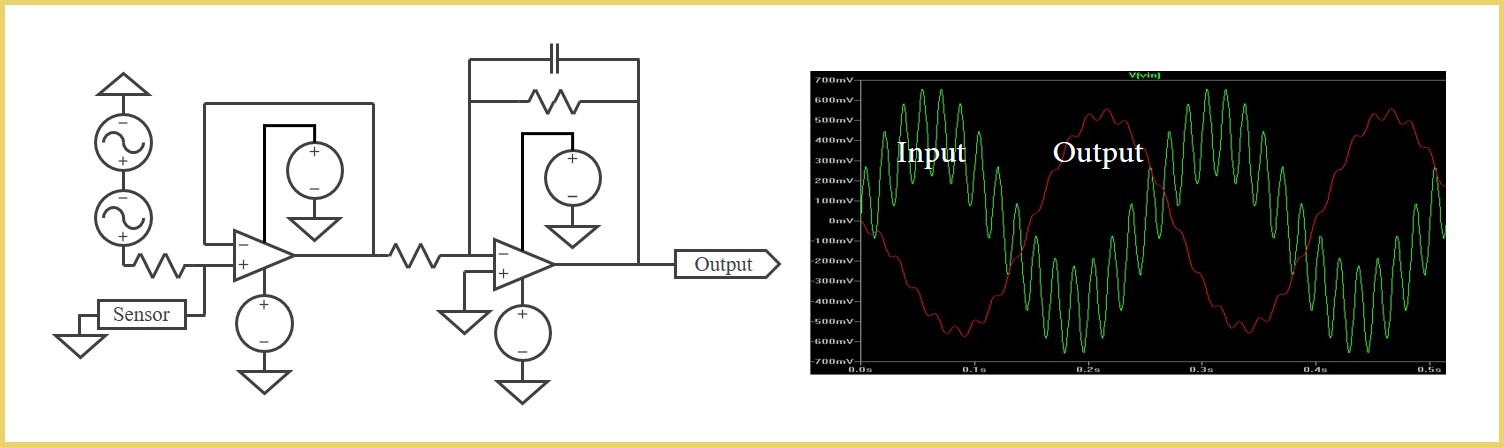 Sensor
Output
V(vin)
700mV
600mV
500mV
400mV
300mV
200mV
100mV
0mV
-100mV
-200mV
-300mV
-400mV
-500mV
-600mV
-700mV
Input
Output
0.0s
0.1s
0.2s
0.3s
0.4s
0.5s